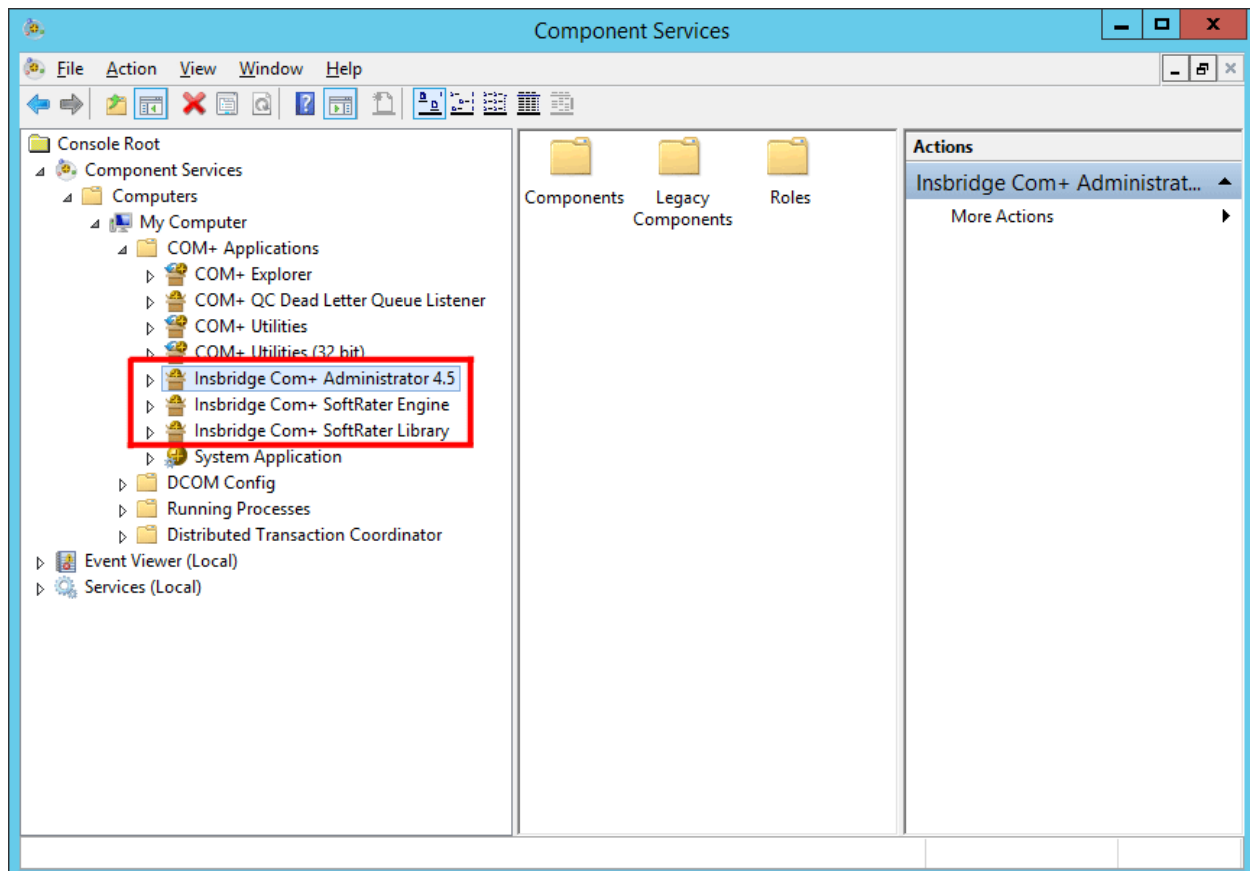 Component Services
File Action View Window Help
Console Root
Component Services
Computers
My Computer
COM+ Applications
COM+ Explorer
COM+ QC Dead Letter Queue Listener
COM+ Utilities
COM+ Utilities (32 bit)
Insbridge Com+ Administrator 4.5
Insbridge Com+ SoftRater Engine
Insbridge Com+ SoftRater Library
System Application
DCOM Config
Running Processes
Distributed Transaction Coordinator
Event Viewer (Local)
Services (Local)
Components
Legacy
Components
Roles
Actions
Insbridge Com+ Administrat...
More Actions